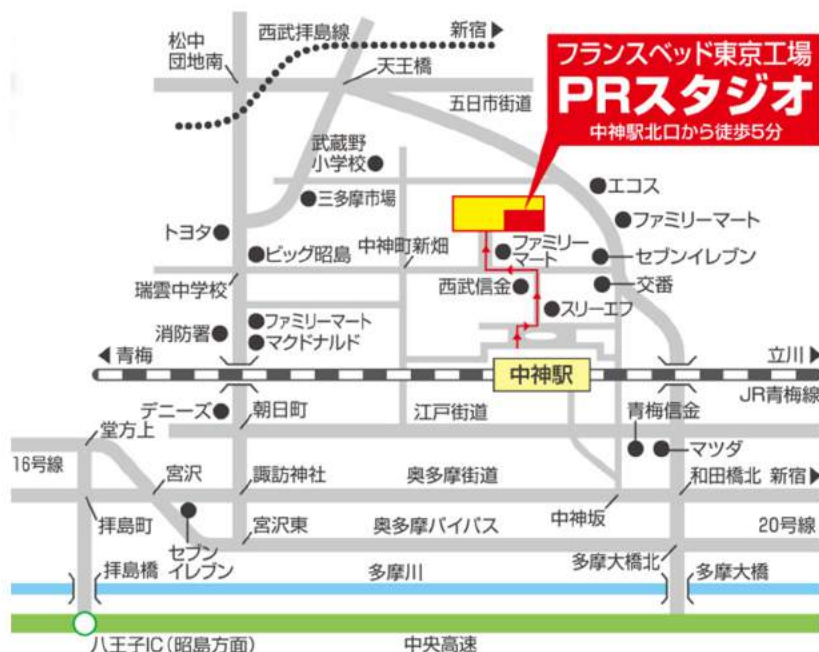 西武拝島線
新宿▶
松中
団地南
天王橋
五日市街道
フランスベッド東京工場
PRスタジオ
中神駅北口から徒歩5分
武蔵野
小学校
三多摩市場
エコス
ファミリーマート
トヨタ
ビッグ昭島
中神町新畑
ファミリー
マート
セブンイレブン
瑞雲中学校
西武信金
交番
スリーエフ
消防署
ファミリーマート
マクドナルド
◀青梅
中神駅
立川▶
JR青梅線
デニーズ
朝日町
江戸街道
青梅信金
堂方上
マツダ
16号線
宮沢
諏訪神社
奥多摩街道
和田橋北
新宿▶
拝島町
宮沢東
奥多摩バイパス
中神坂
20号線
セブン
イレブン
拝島橋
多摩川
多摩大橋北
多摩大橋
八王子IC(昭島方面)
中央高速